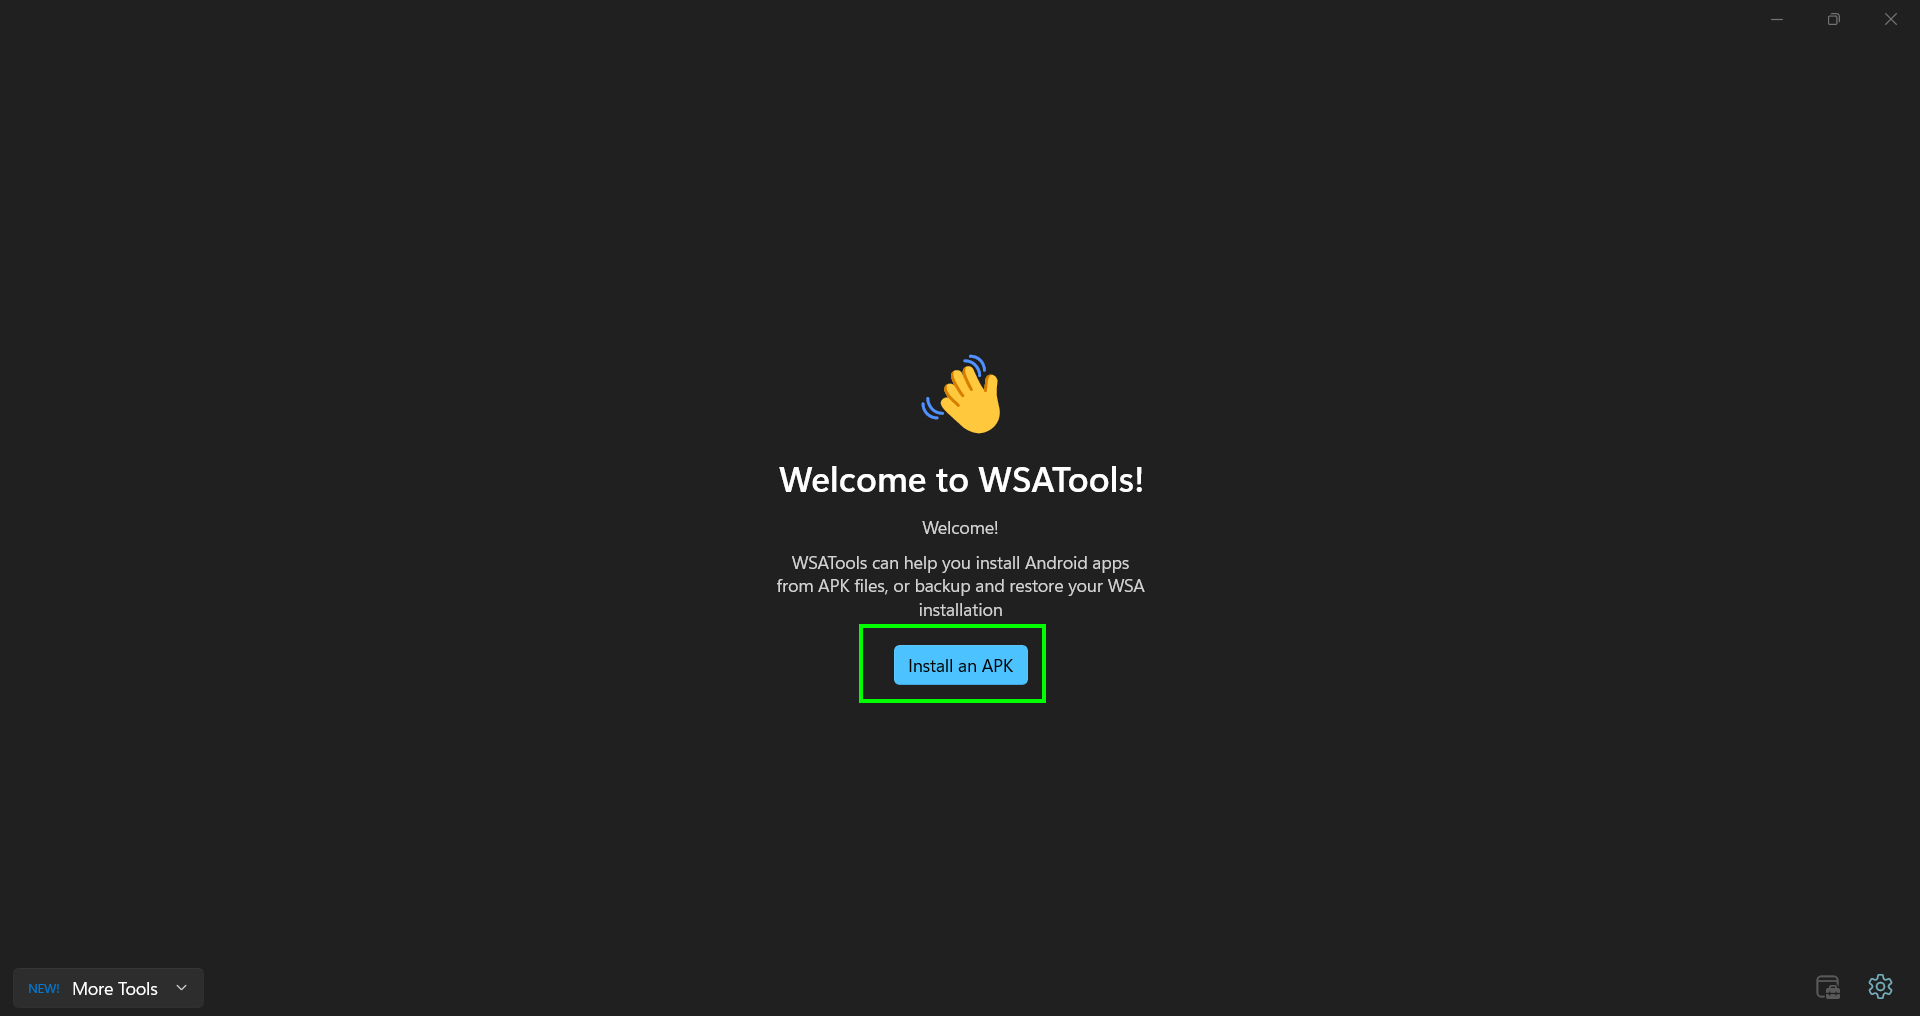 Welcome to WSATools!
Welcome!
WSATools can help you install Android apps
from APK files, or backup and restore your WSA
installation
Install an APK
NEW! More Tools